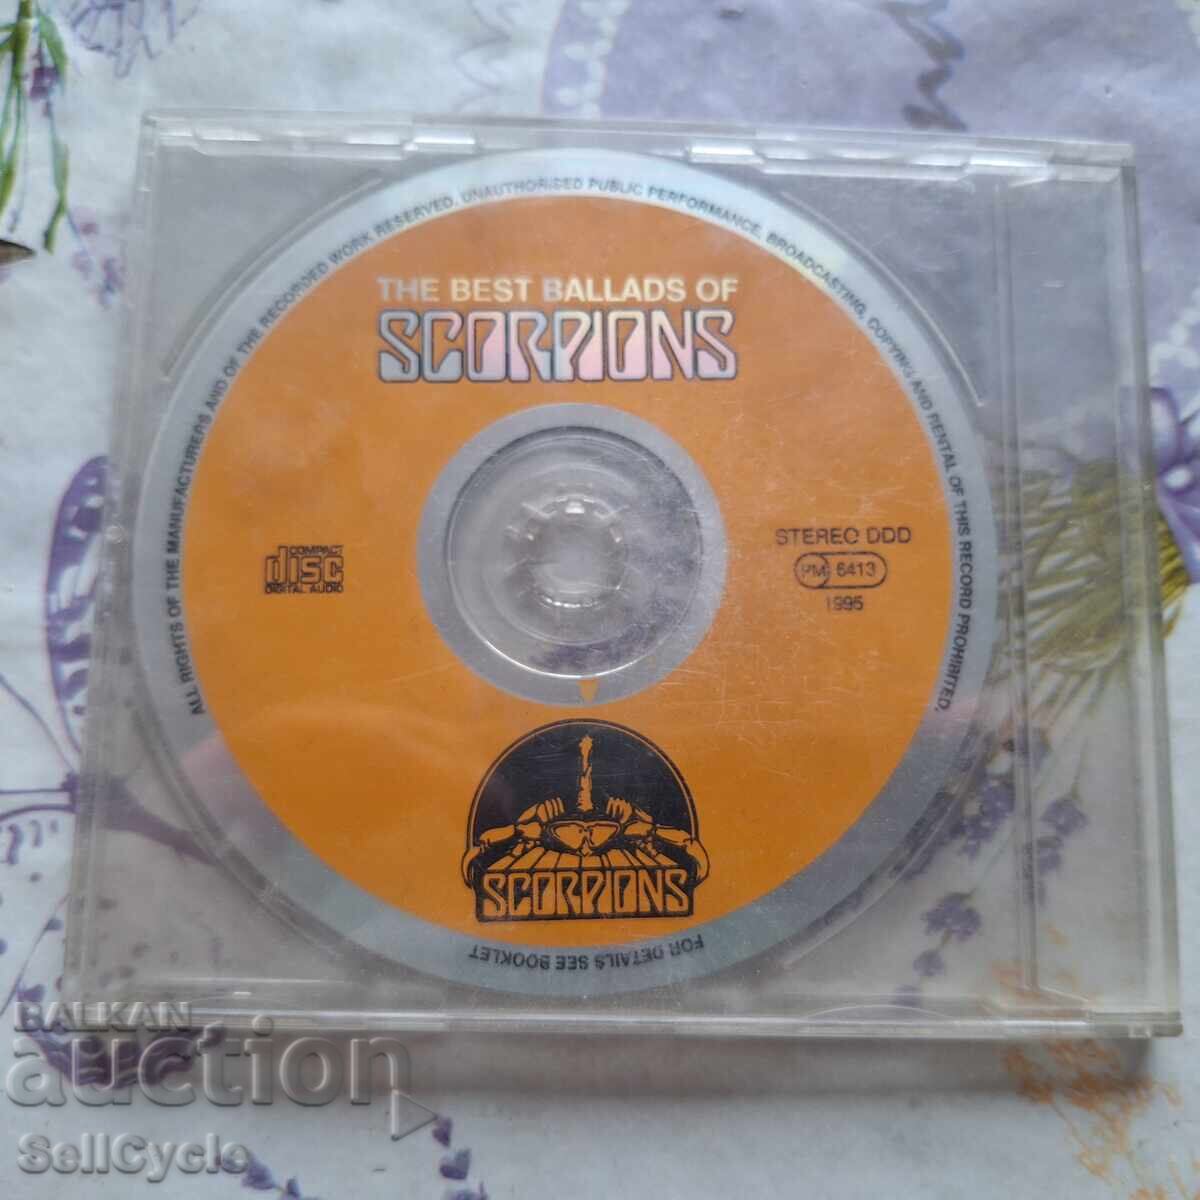 ALL RIGHTS OF THE MANUFACTURERS AND OF THE RECORDED WORK RESERVED. UNAUTHORISED PUBLIC PERFORMANCE, BROADCASTING, COPYING AND RENTAL OF THIS RECORD PROHIBITED.
THE BEST BALLADS OF
SCORPIONS
COMPACT
disc
DIGITAL AUDIO
STEREO DDD
PM 6413
1995
SCORPIONS
FOR DETAILS SEE BOOKLET
BALKAN
auction
SellCycle